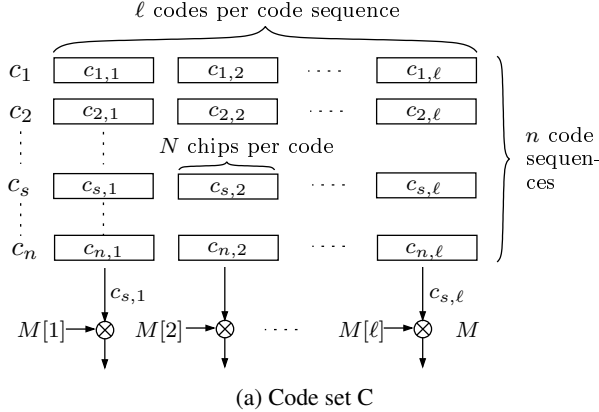 ℓ codes per code sequence
c₁ c₁,₁ c₁,₂ ···· c₁,ℓ
c₂ c₂,₁ c₂,₂ c₂,ℓ
N chips per code
n code sequen-ces
cₛ cₛ,₁ cₛ,₂ ···· cₛ,ℓ
cₙ cₙ,₁ cₙ,₂ ···· cₙ,ℓ
cₛ,₁ cₛ,ℓ
M[1] ⊗ M[2] ⊗ ···· M[ℓ] ⊗ M
(a) Code set C